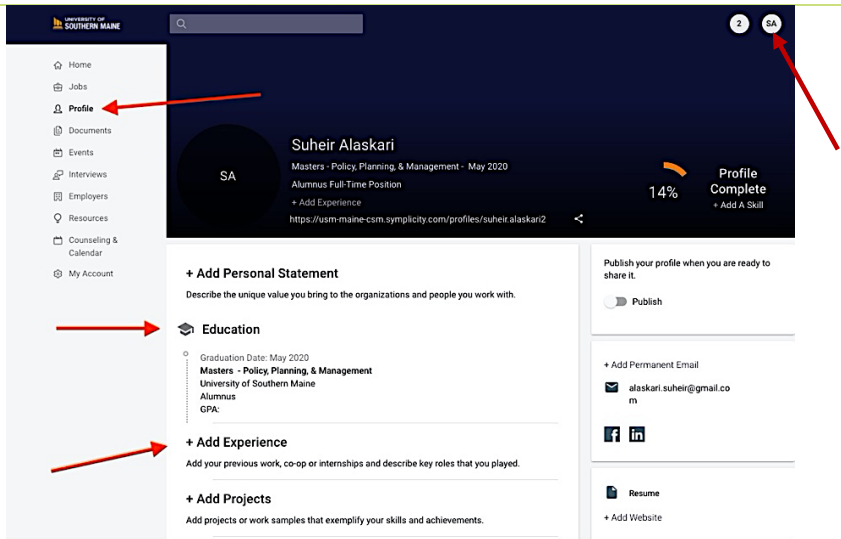 UNIVERSITY OF
SOUTHERN MAINE
2
SA
Home
Jobs
Profile
Documents
Events
Interviews
Employers
Resources
Counseling &
Calendar
My Account
SA
Suheir Alaskari
Masters - Policy, Planning, & Management - May 2020
Alumnus Full-Time Position
+ Add Experience
https://usm-maine-csm.symplicity.com/profiles/suheir.alaskari2
14%
Profile
Complete
+ Add A Skill
+ Add Personal Statement
Describe the unique value you bring to the organizations and people you work with.
Education
Graduation Date: May 2020
Masters - Policy, Planning, & Management
University of Southern Maine
Alumnus
GPA:
+ Add Experience
Add your previous work, co-op or internships and describe key roles that you played.
+ Add Projects
Add projects or work samples that exemplify your skills and achievements.
Publish your profile when you are ready to
share it.
Publish
+ Add Permanent Email
alaskari.suheir@gmail.co
m
Resume
+ Add Website